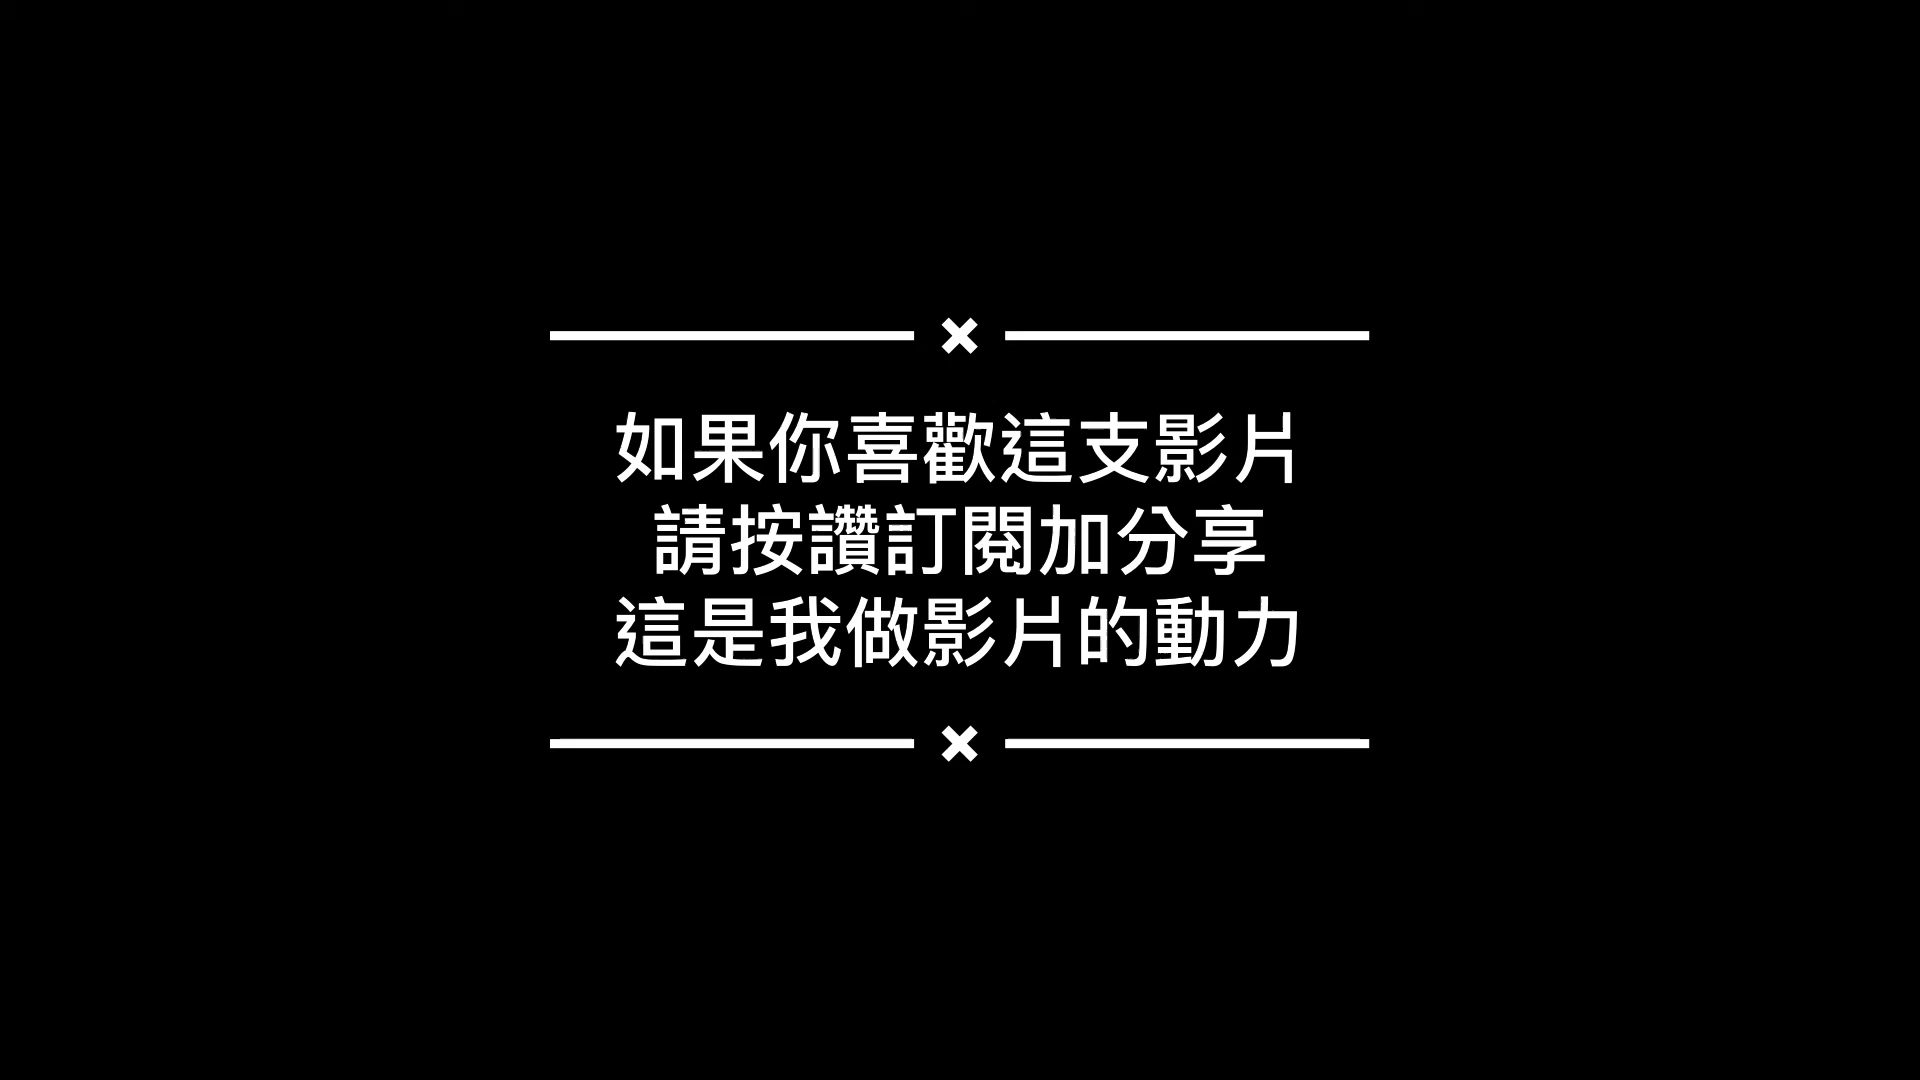 如果你喜歡這支影片
請按讚訂閱加分享
這是我做影片的動力